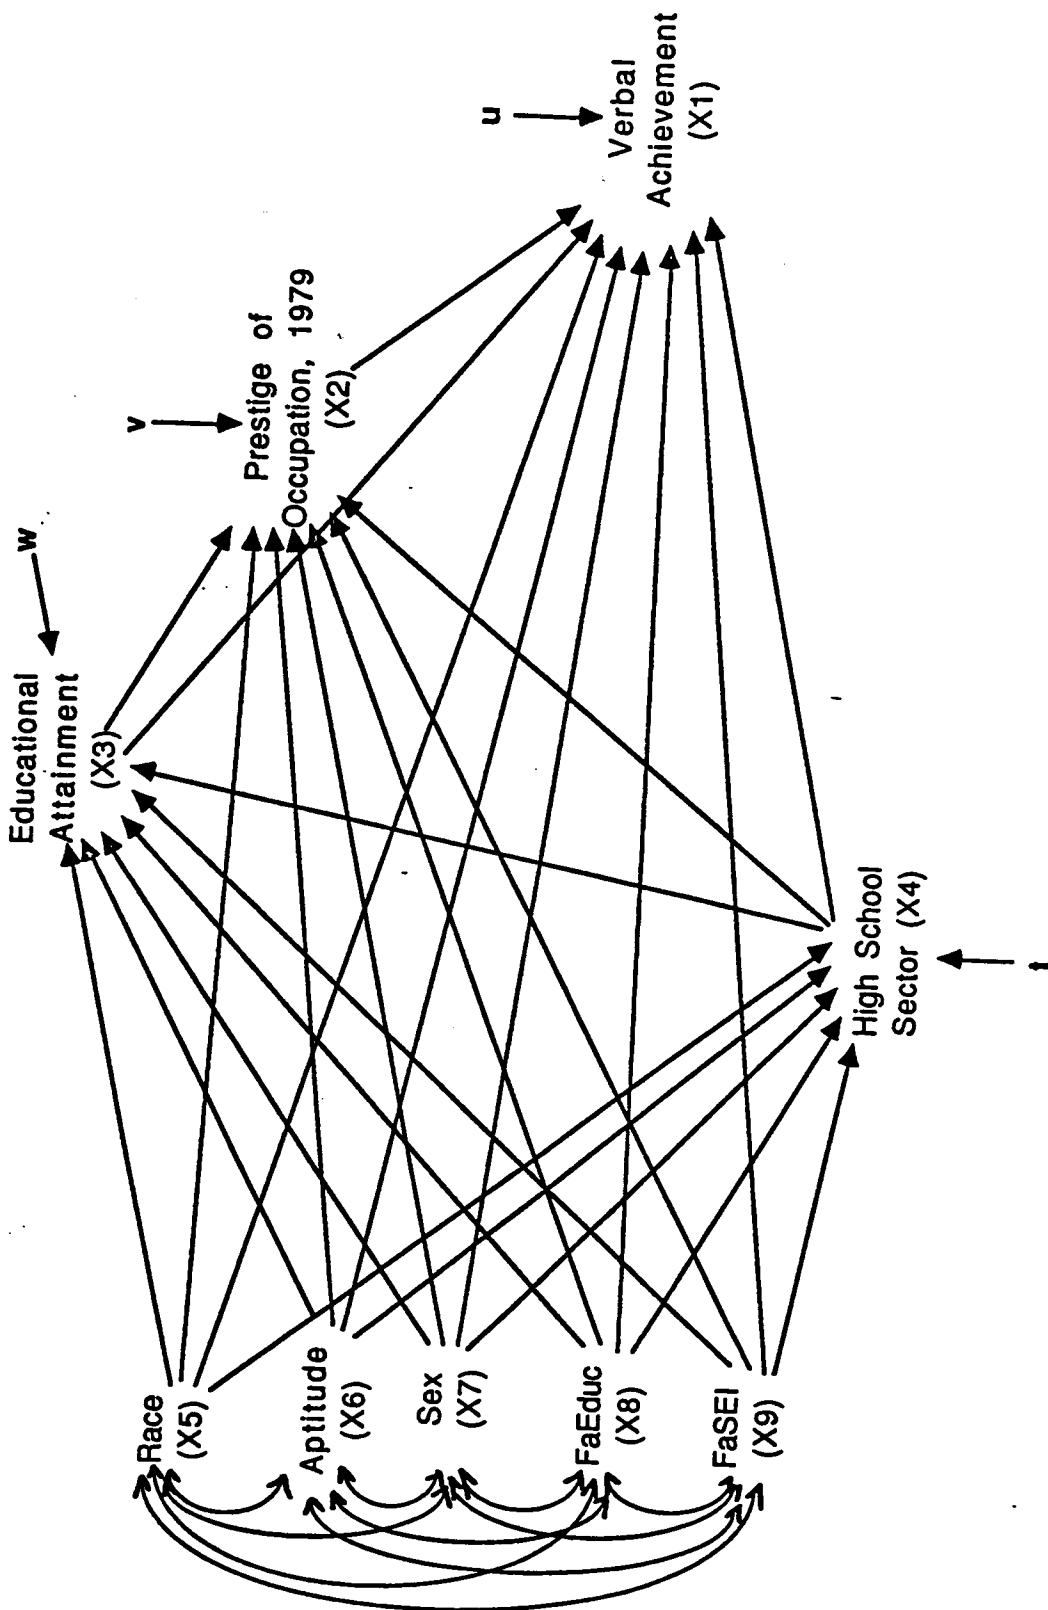 Race
(X5)
Aptitude
(X6)
Sex
(X7)
FaEduc
(X8)
FaSEI
(X9)
Educational
Attainment
(X3)
w
High School
Sector (X4)
t
v
Prestige of
Occupation, 1979
(X2)
u
Verbal
Achievement
(X1)